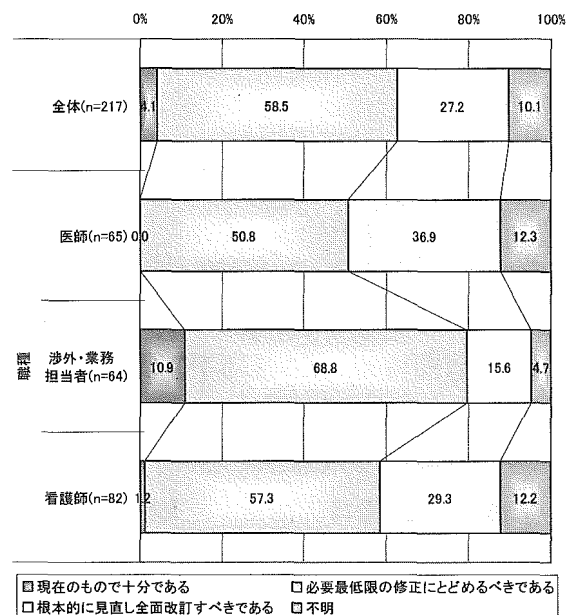 0% 20% 40% 60% 80% 100%
全体(n=217) 4.1 58.5 27.2 10.1
医師(n=65) 0.0 50.8 36.9 12.3
職種
渉外・業務
担当者(n=64) 10.9 68.8 15.6 4.7
看護師(n=82) 1.2 57.3 29.3 12.2
現在のもので十分である 必要最低限の修正にとどめるべきである
根本的に見直し全面改訂すべきである 不明